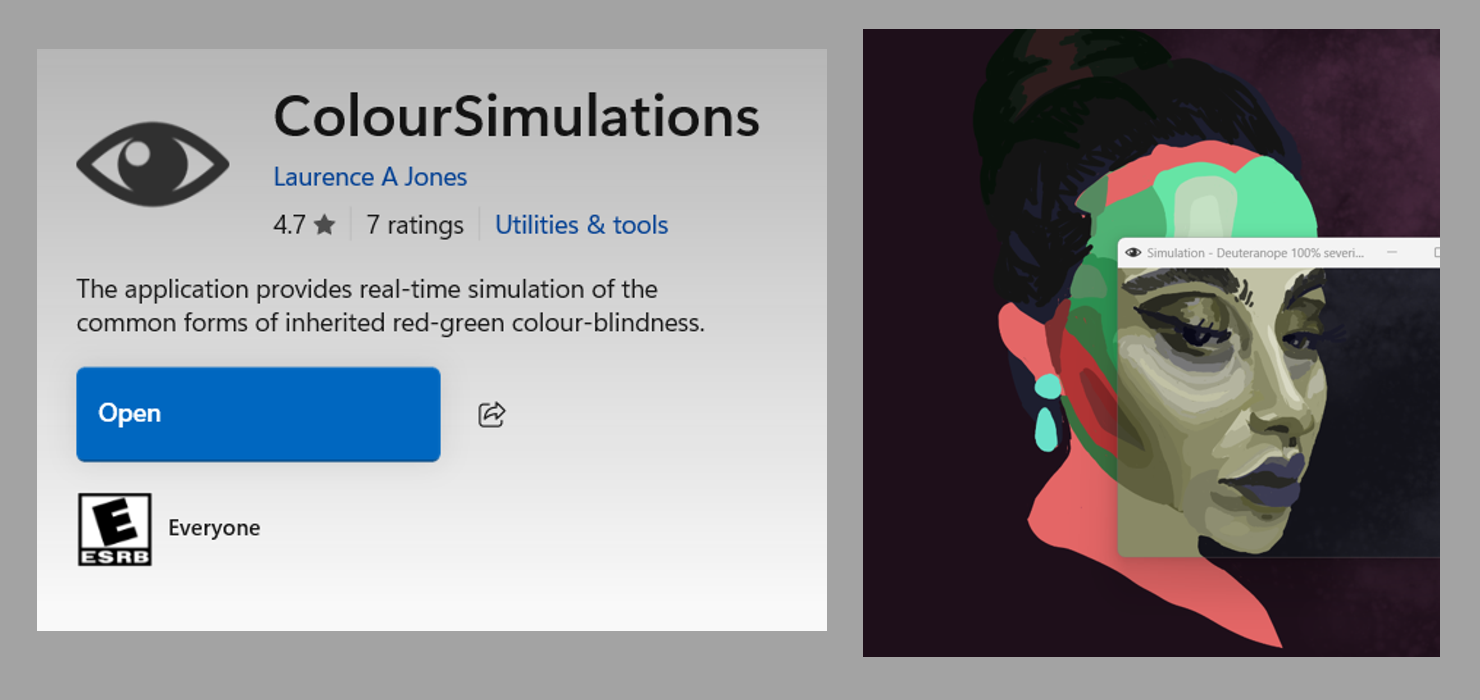 ColourSimulations
Laurence A Jones
4.7 ★ 7 ratings Utilities & tools
The application provides real-time simulation of the
common forms of inherited red-green colour-blindness.
Open
E
ESRB
Everyone
Simulation - Deuteranope 100% severi...